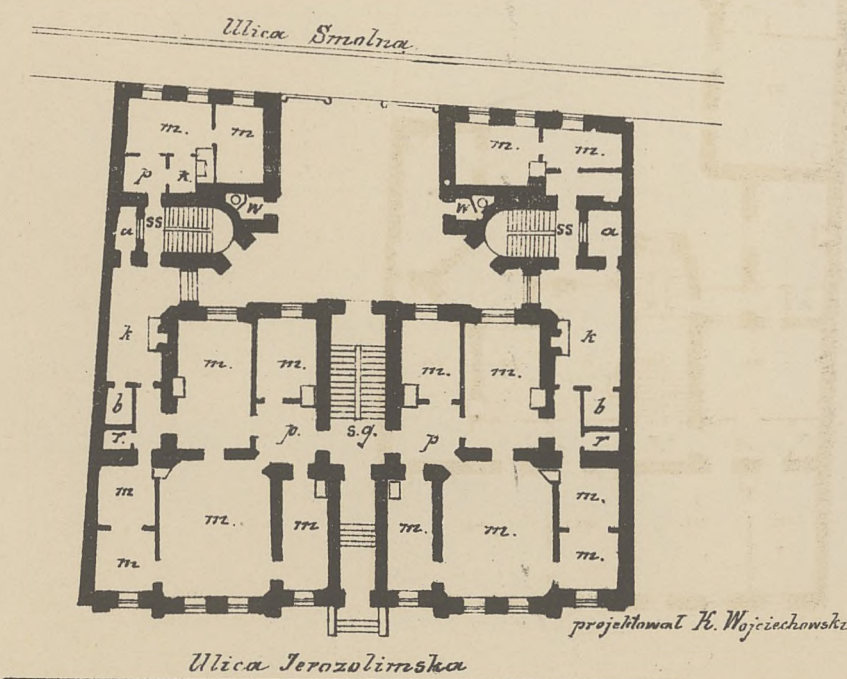 Ulica Smolna
m. m m. m.
p k.
w w
a ss ss a
k m. m. m. m. k
b b
p. s.g. p
r. r
m m. m m. m. m.
m m.
projektował K. Wojciechowski
Ulica Jerozolimska